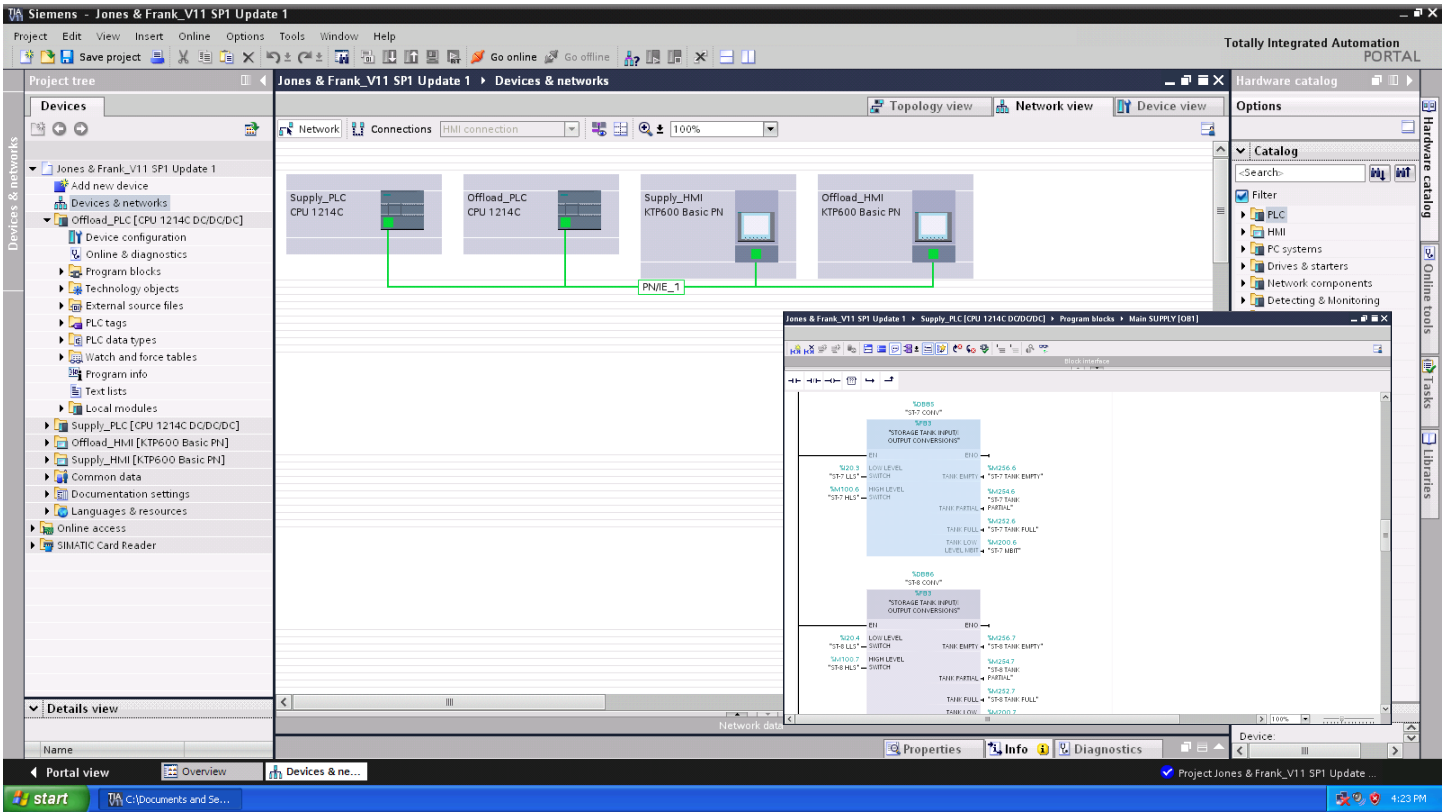 Siemens - Jones & Frank_V11 SP1 Update 1
Project Edit View Insert Online Options Tools Window Help
Totally Integrated Automation
PORTAL
Save project
Go online
Go offline
Project tree
Jones & Frank_V11 SP1 Update 1 Devices & networks
Hardware catalog
Devices
Topology view
Network view
Device view
Options
Network
Connections
HMI connection
100%
Devices & networks
Jones & Frank_V11 SP1 Update 1
Add new device
Devices & networks
Offload_PLC [CPU 1214C DC/DC/DC]
Device configuration
Online & diagnostics
Program blocks
Technology objects
External source files
PLC tags
PLC data types
Watch and force tables
Program info
Text lists
Local modules
Supply_PLC [CPU 1214C DC/DC/DC]
Offload_HMI [KTP600 Basic PN]
Supply_HMI [KTP600 Basic PN]
Common data
Documentation settings
Languages & resources
Online access
SIMATIC Card Reader
Supply_PLC
CPU 1214C
Offload_PLC
CPU 1214C
Supply_HMI
KTP600 Basic PN
Offload_HMI
KTP600 Basic PN
PN/IE_1
Catalog
<Search>
Filter
PLC
HMI
PC systems
Drives & starters
Network components
Detecting & Monitoring
Hardware catalog
Online tools
Tasks
Libraries
Jones & Frank_V11 SP1 Update 1 Supply_PLC [CPU 1214C DC/DC/DC] Program blocks Main SUPPLY [OB1]
Block interface
%DB85
"ST-7 CONV"
%FB3
"STORAGE TANK INPUT/
OUTPUT CONVERSIONS"
EN
ENO
%I20.3
"ST-7 LLS"
LOW LEVEL
SWITCH
TANK EMPTY
%M256.6
"ST-7 TANK EMPTY"
%M100.6
"ST-7 HLS"
HIGH LEVEL
SWITCH
TANK PARTIAL
%M254.6
"ST-7 TANK
PARTIAL"
TANK FULL
%M252.6
"ST-7 TANK FULL"
TANK LOW
LEVEL MBIT
%M200.6
"ST-7 MBIT"
%DB86
"ST-8 CONV"
%FB3
"STORAGE TANK INPUT/
OUTPUT CONVERSIONS"
EN
ENO
%I20.4
"ST-8 LLS"
LOW LEVEL
SWITCH
TANK EMPTY
%M256.7
"ST-8 TANK EMPTY"
%M100.7
"ST-8 HLS"
HIGH LEVEL
SWITCH
TANK PARTIAL
%M254.7
"ST-8 TANK
PARTIAL"
TANK FULL
%M252.7
"ST-8 TANK FULL"
TANK LOW
%M200.7
100%
Details view
Name
Network data
Properties
Info
Diagnostics
Device:
Portal view
Overview
Devices & ne...
Project Jones & Frank_V11 SP1 Update ...
start
C:\Documents and Se...
4:23 PM